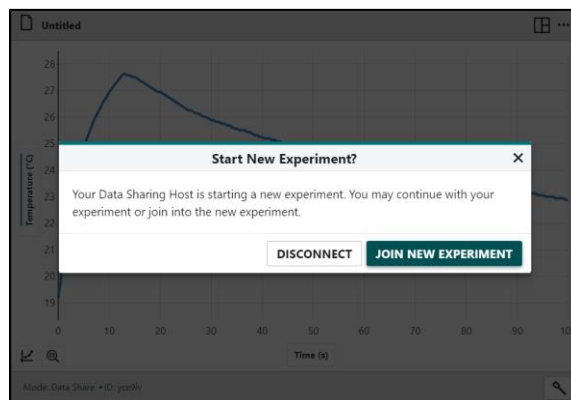 Untitled
28
27
26
25
24
23
22
21
20
19
Temperature (°C)
Start New Experiment?
Your Data Sharing Host is starting a new experiment. You may continue with your
experiment or join into the new experiment.
DISCONNECT
JOIN NEW EXPERIMENT
0
10
20
30
40
50
60
70
80
90
Time (s)
Mode: Data Share • ID: